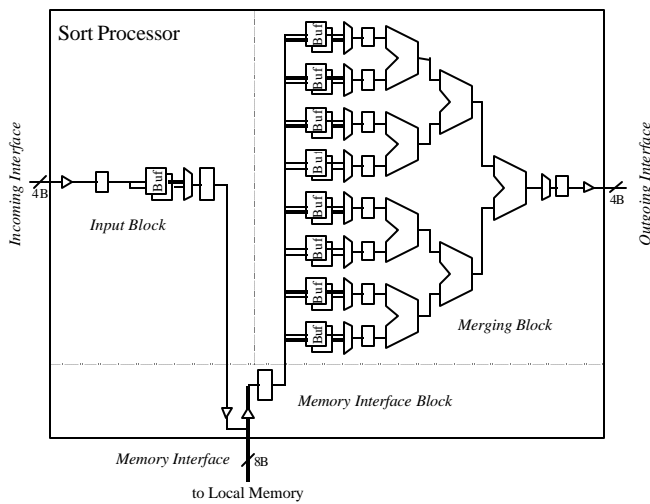 Sort Processor
Buf
Buf
Buf
Buf
Buf
Buf
Buf
Buf
Buf
Incoming Interface
4B
Input Block
4B
Outgoing Interface
Merging Block
Memory Interface Block
Memory Interface
8B
to Local Memory